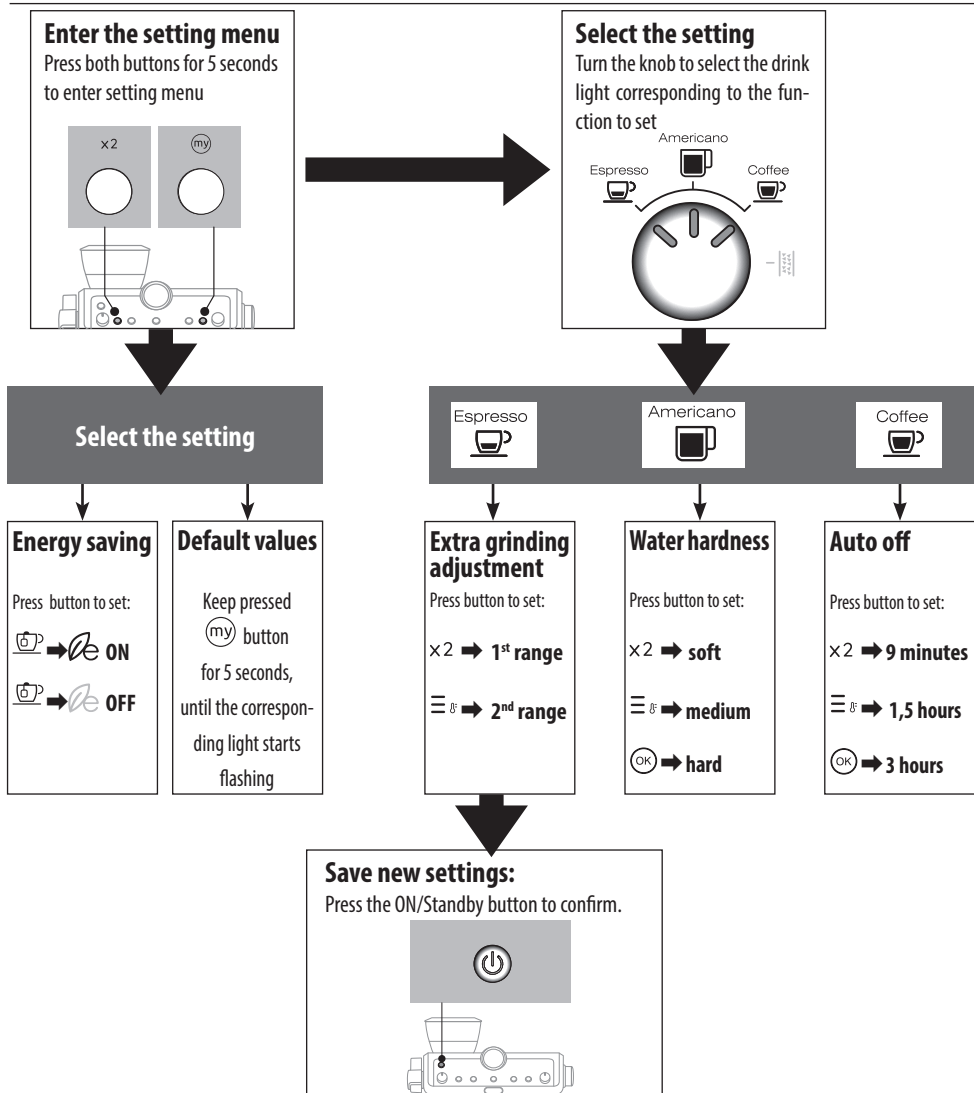 Enter the setting menu
Press both buttons for 5 seconds
to enter setting menu
x2
my
Select the setting
Turn the knob to select the drink
light corresponding to the fun-
ction to set
Americano
Espresso
Coffee
Select the setting
Espresso
Americano
Coffee
Energy saving
Press button to set:
e ON
e OFF
Default values
Keep pressed
my button
for 5 seconds,
until the correspon-
ding light starts
flashing
Extra grinding
adjustment
Press button to set:
x2 ➡ 1st range
➡ 2nd range
Water hardness
Press button to set:
x2 ➡ soft
➡ medium
OK ➡ hard
Auto off
Press button to set:
x2 ➡ 9 minutes
➡ 1,5 hours
OK ➡ 3 hours
Save new settings:
Press the ON/Standby button to confirm.